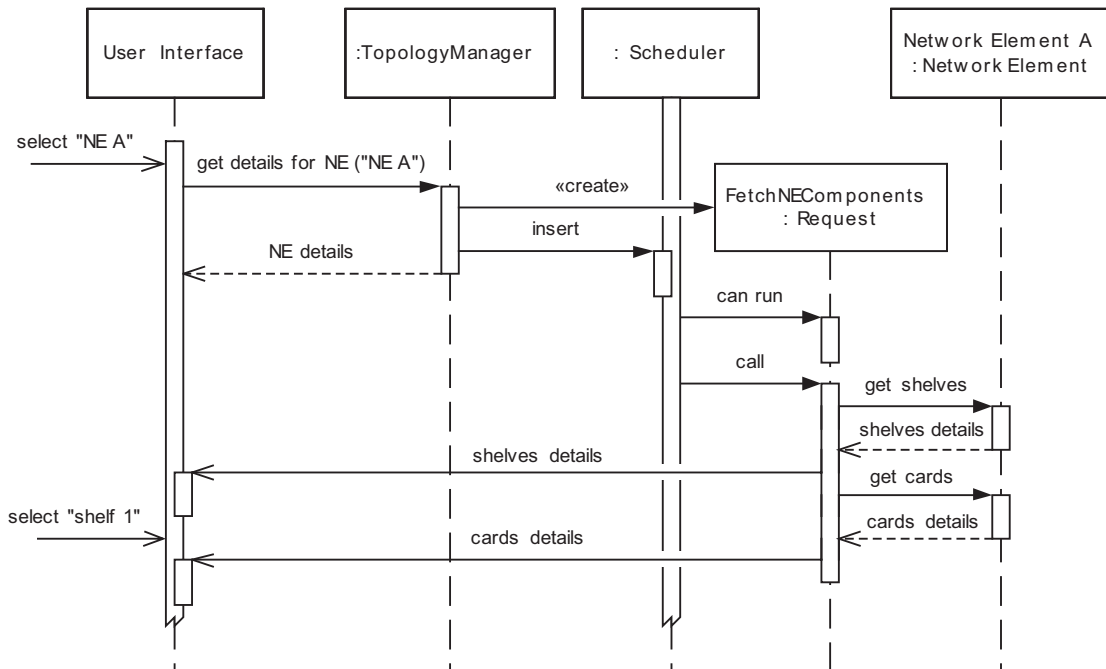 User Interface
:TopologyManager
: Scheduler
Network Element A
: Network Element
select "NE A"
get details for NE ("NE A")
«create»
FetchNEComponents
: Request
insert
NE details
can run
call
get shelves
shelves details
shelves details
get cards
select "shelf 1"
cards details
cards details